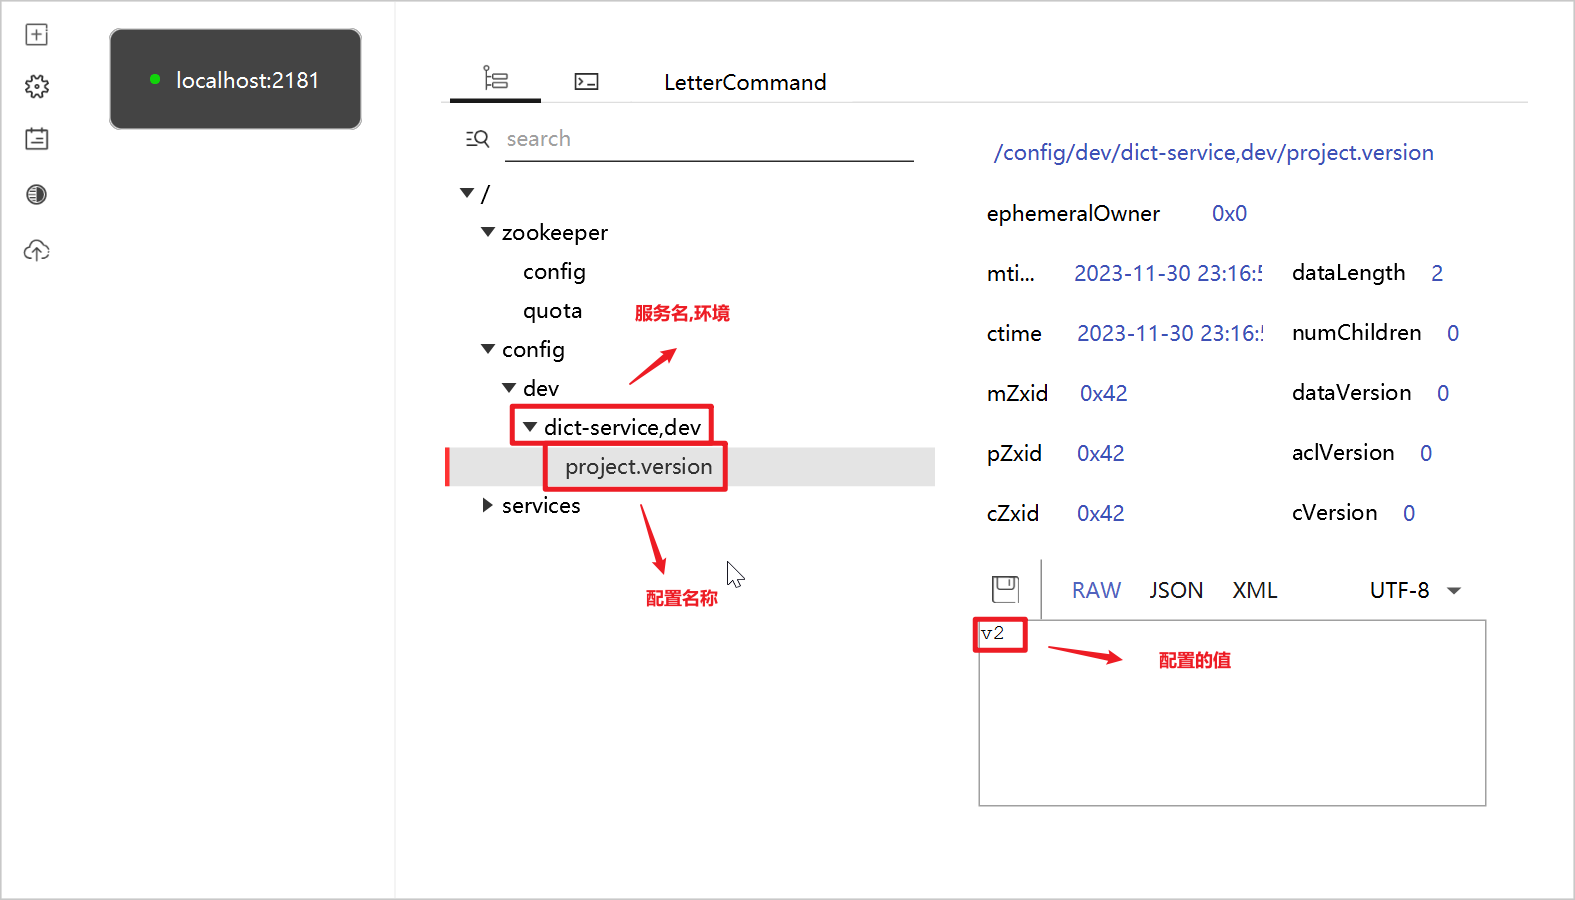 localhost:2181
LetterCommand
search
/
zookeeper
config
quota
服务名,环境
config
dev
dict-service,dev
project.version
services
配置名称
/config/dev/dict-service,dev/project.version
ephemeralOwner 0x0
mti... 2023-11-30 23:16:5 dataLength 2
ctime 2023-11-30 23:16: numChildren 0
mZxid 0x42 dataVersion 0
pZxid 0x42 aclVersion 0
cZxid 0x42 cVersion 0
RAW JSON XML UTF-8
v2
配置的值